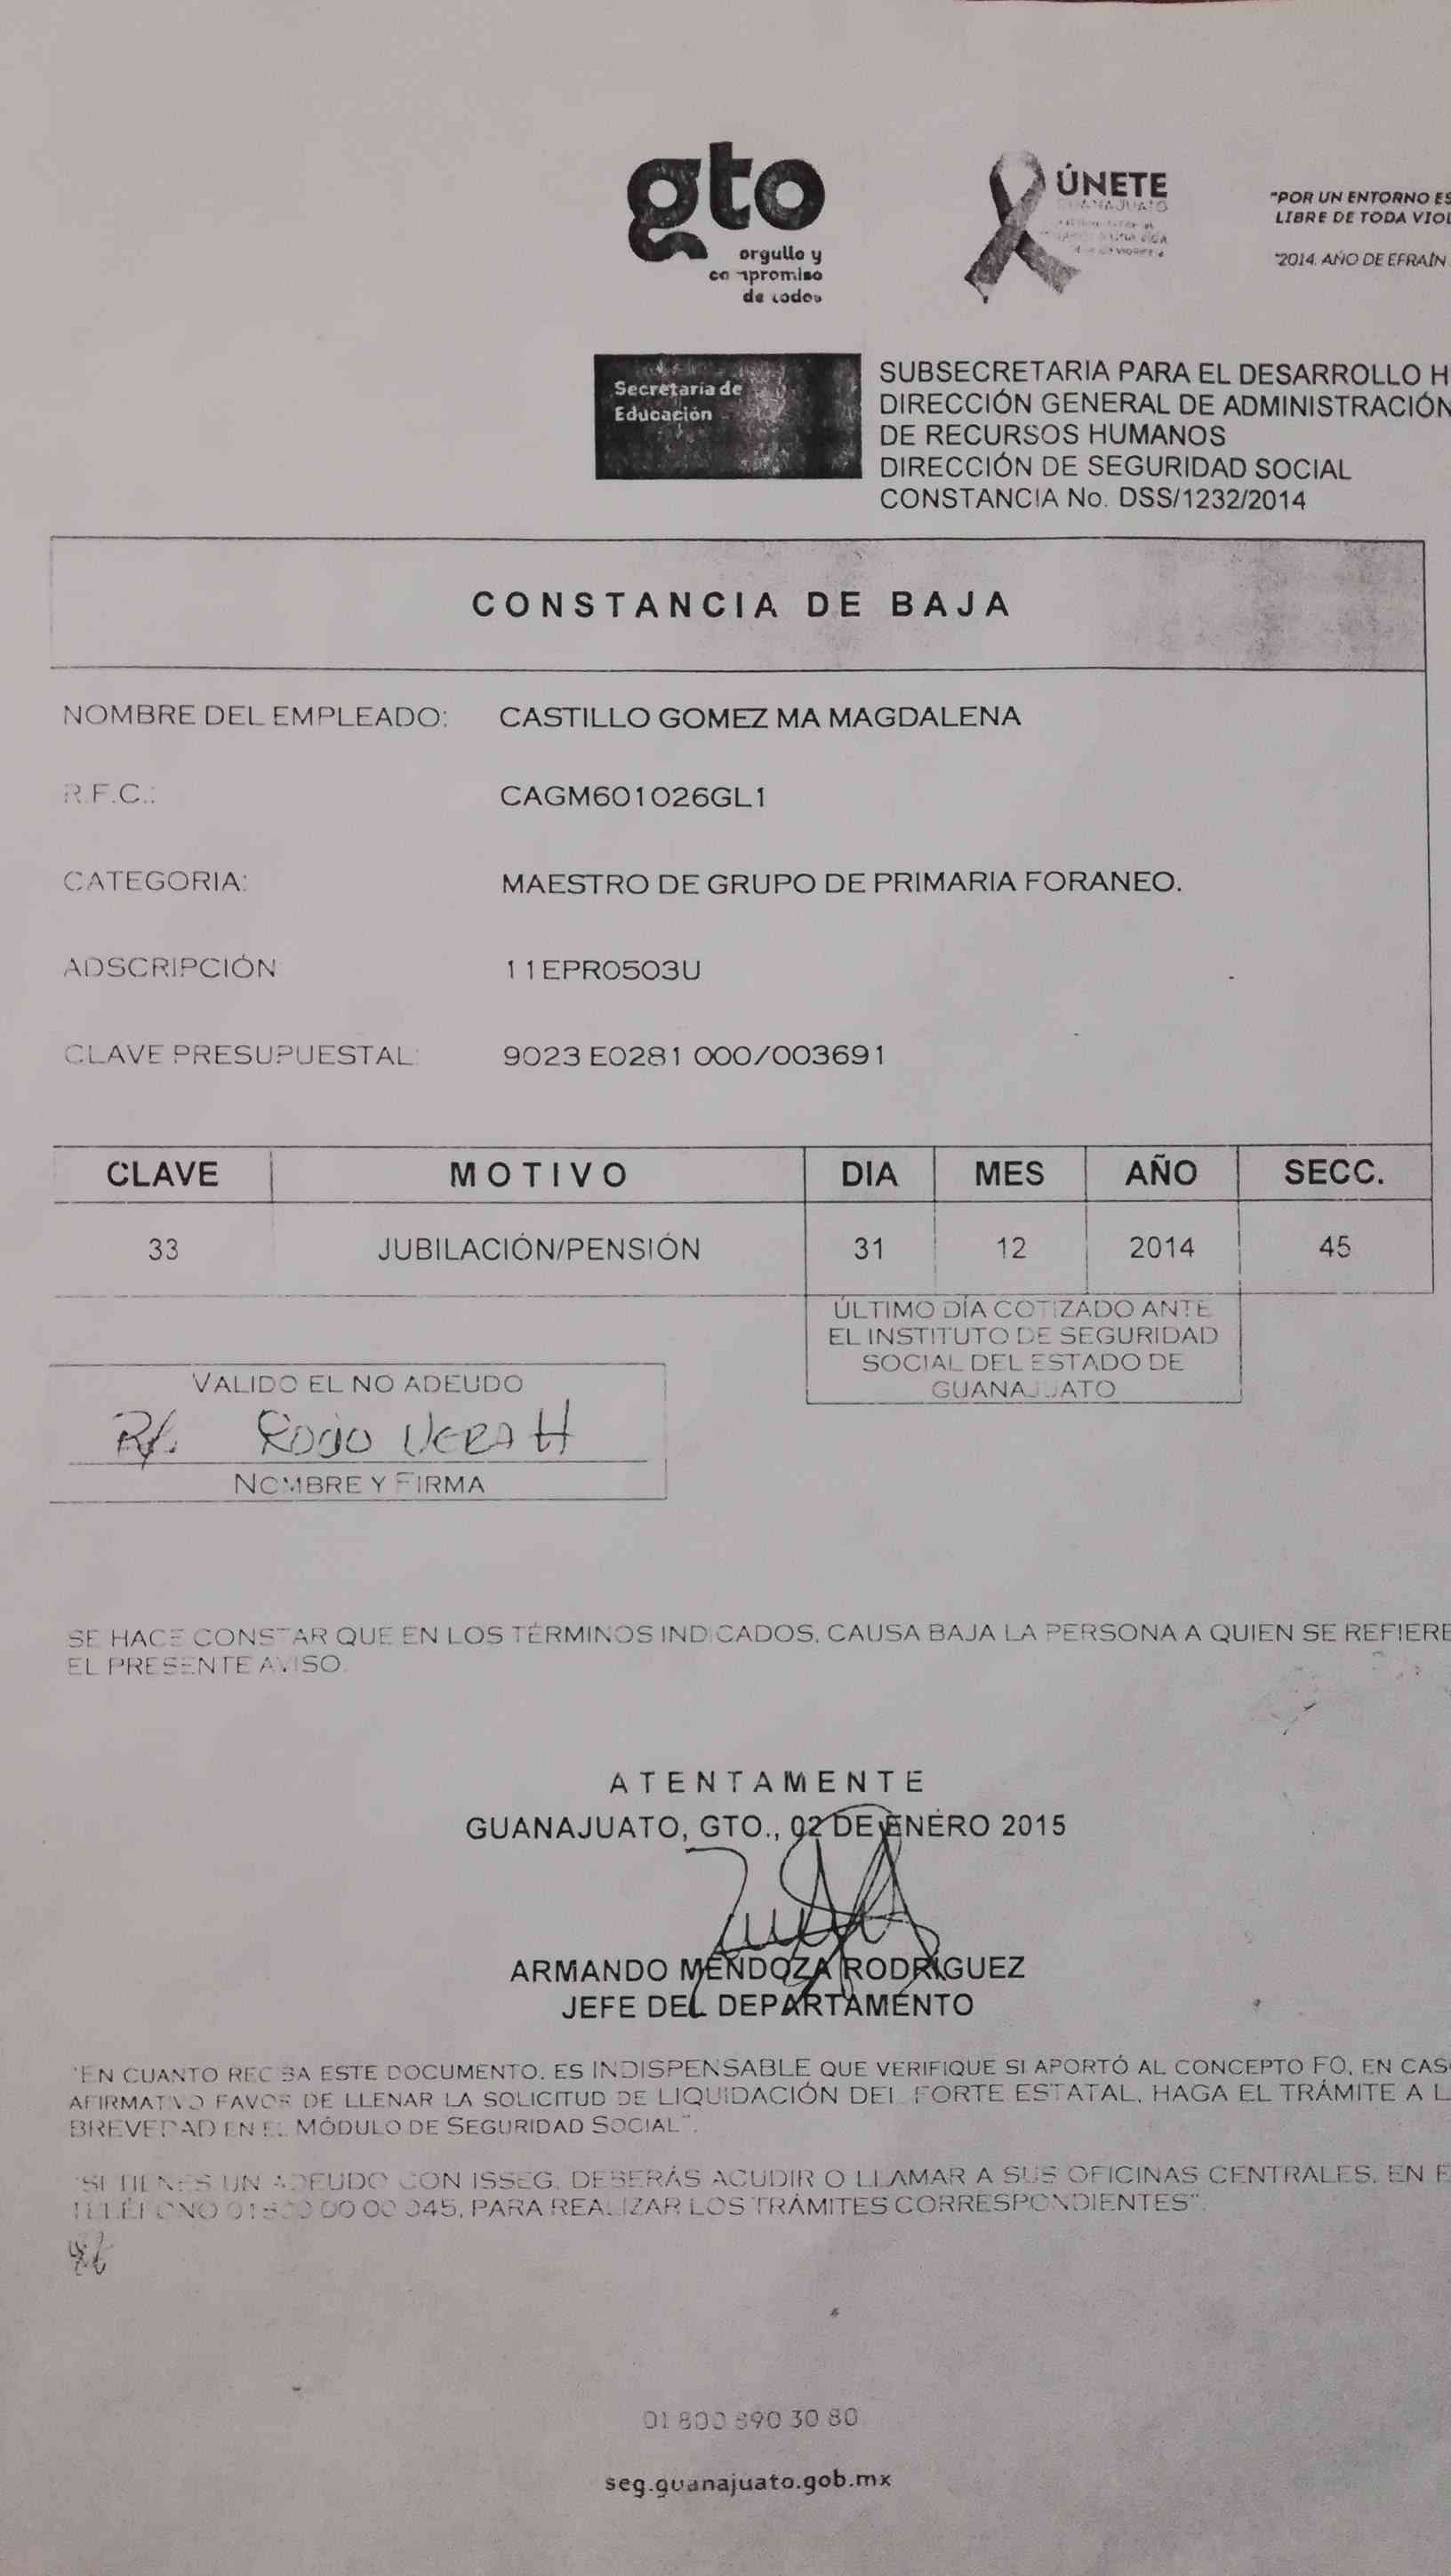 gto
orgullo y
compromiso
de todos
ÚNETE
GUANAJUATO
"POR UN ENTORNO ES
LIBRE DE TODA VIOL
"2014. AÑO DE EFRAÍN
Secretaría de
Educación
SUBSECRETARIA PARA EL DESARROLLO H
DIRECCIÓN GENERAL DE ADMINISTRACIÓN
DE RECURSOS HUMANOS
DIRECCIÓN DE SEGURIDAD SOCIAL
CONSTANCIA No. DSS/1232/2014
CONSTANCIA DE BAJA
NOMBRE DEL EMPLEADO: CASTILLO GOMEZ MA MAGDALENA
R.F.C.: CAGM601026GL1
CATEGORIA: MAESTRO DE GRUPO DE PRIMARIA FORANEO.
ADSCRIPCIÓN 11EPR0503U
CLAVE PRESUPUESTAL: 9023 E0281 000/003691
CLAVE MOTIVO DIA MES AÑO SECC.
33 JUBILACIÓN/PENSIÓN 31 12 2014 45
ÚLTIMO DÍA COTIZADO ANTE
EL INSTITUTO DE SEGURIDAD
SOCIAL DEL ESTADO DE
GUANAJUATO
VALIDO EL NO ADEUDO
Rojo Vera H
NOMBRE Y FIRMA
SE HACE CONSTAR QUE EN LOS TÉRMINOS INDICADOS, CAUSA BAJA LA PERSONA A QUIEN SE REFIERE
EL PRESENTE AVISO.
ATENTAMENTE
GUANAJUATO, GTO., 02 DE ENERO 2015
ARMANDO MENDOZA RODRÍGUEZ
JEFE DEL DEPARTAMENTO
"EN CUANTO RECIBA ESTE DOCUMENTO, ES INDISPENSABLE QUE VERIFIQUE SI APORTÓ AL CONCEPTO FO, EN CAS
AFIRMATIVO FAVOR DE LLENAR LA SOLICITUD DE LIQUIDACIÓN DEL FORTE ESTATAL, HAGA EL TRÁMITE A L
BREVEDAD EN EL MÓDULO DE SEGURIDAD SOCIAL".
"SI TIENES UN ADEUDO CON ISSEG, DEBERÁS ACUDIR O LLAMAR A SUS OFICINAS CENTRALES, EN E
TELÉFONO PARA REALIZAR LOS TRÁMITES CORRESPONDIENTES".
01 800 890 30 80
seg.guanajuato.gob.mx